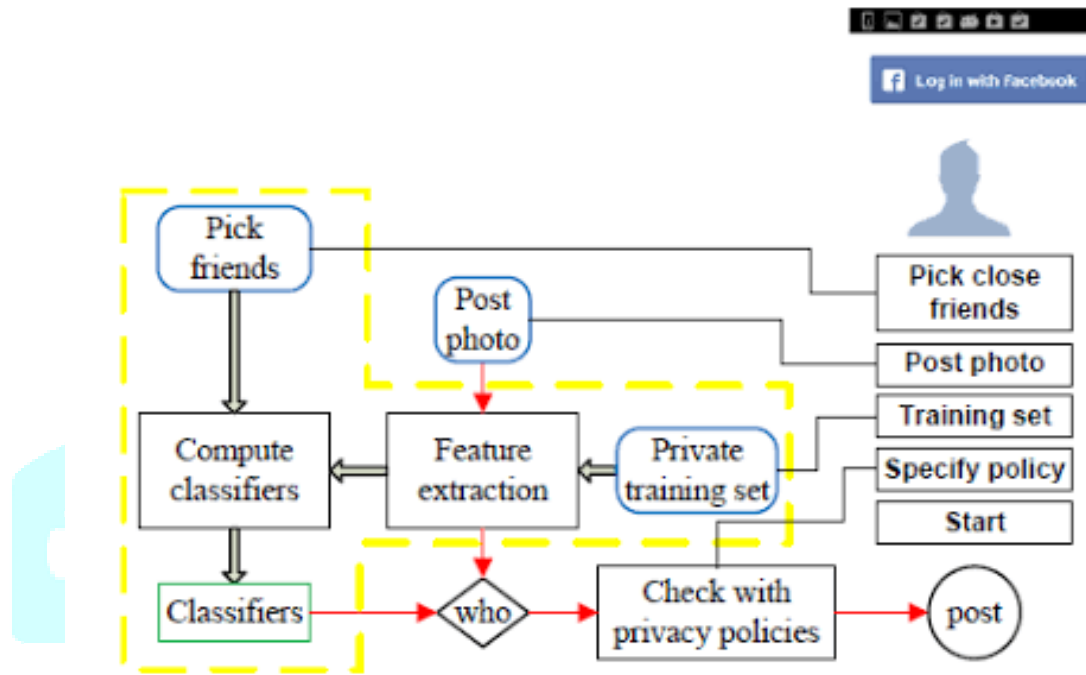 Log in with Facebook
Pick
friends
Pick close
friends
Post
photo
Post photo
Training set
Compute
classifiers
Feature
extraction
Private
training set
Specify policy
Start
Classifiers
who
Check with
privacy policies
post